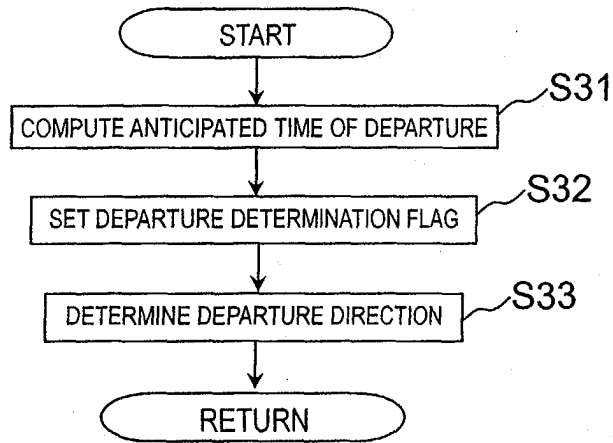 START
S31
COMPUTE ANTICIPATED TIME OF DEPARTURE
S32
SET DEPARTURE DETERMINATION FLAG
S33
DETERMINE DEPARTURE DIRECTION
RETURN